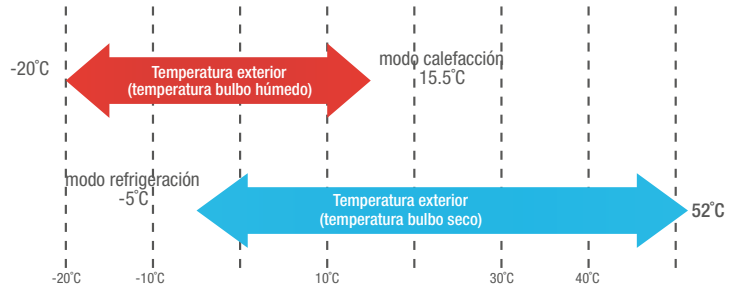 -20°C
Temperatura exterior
(temperatura bulbo húmedo)
modo calefacción
15.5°C
modo refrigeración
-5°C
Temperatura exterior
(temperatura bulbo seco)
52°C
-20°C -10°C 10°C 30°C 40°C